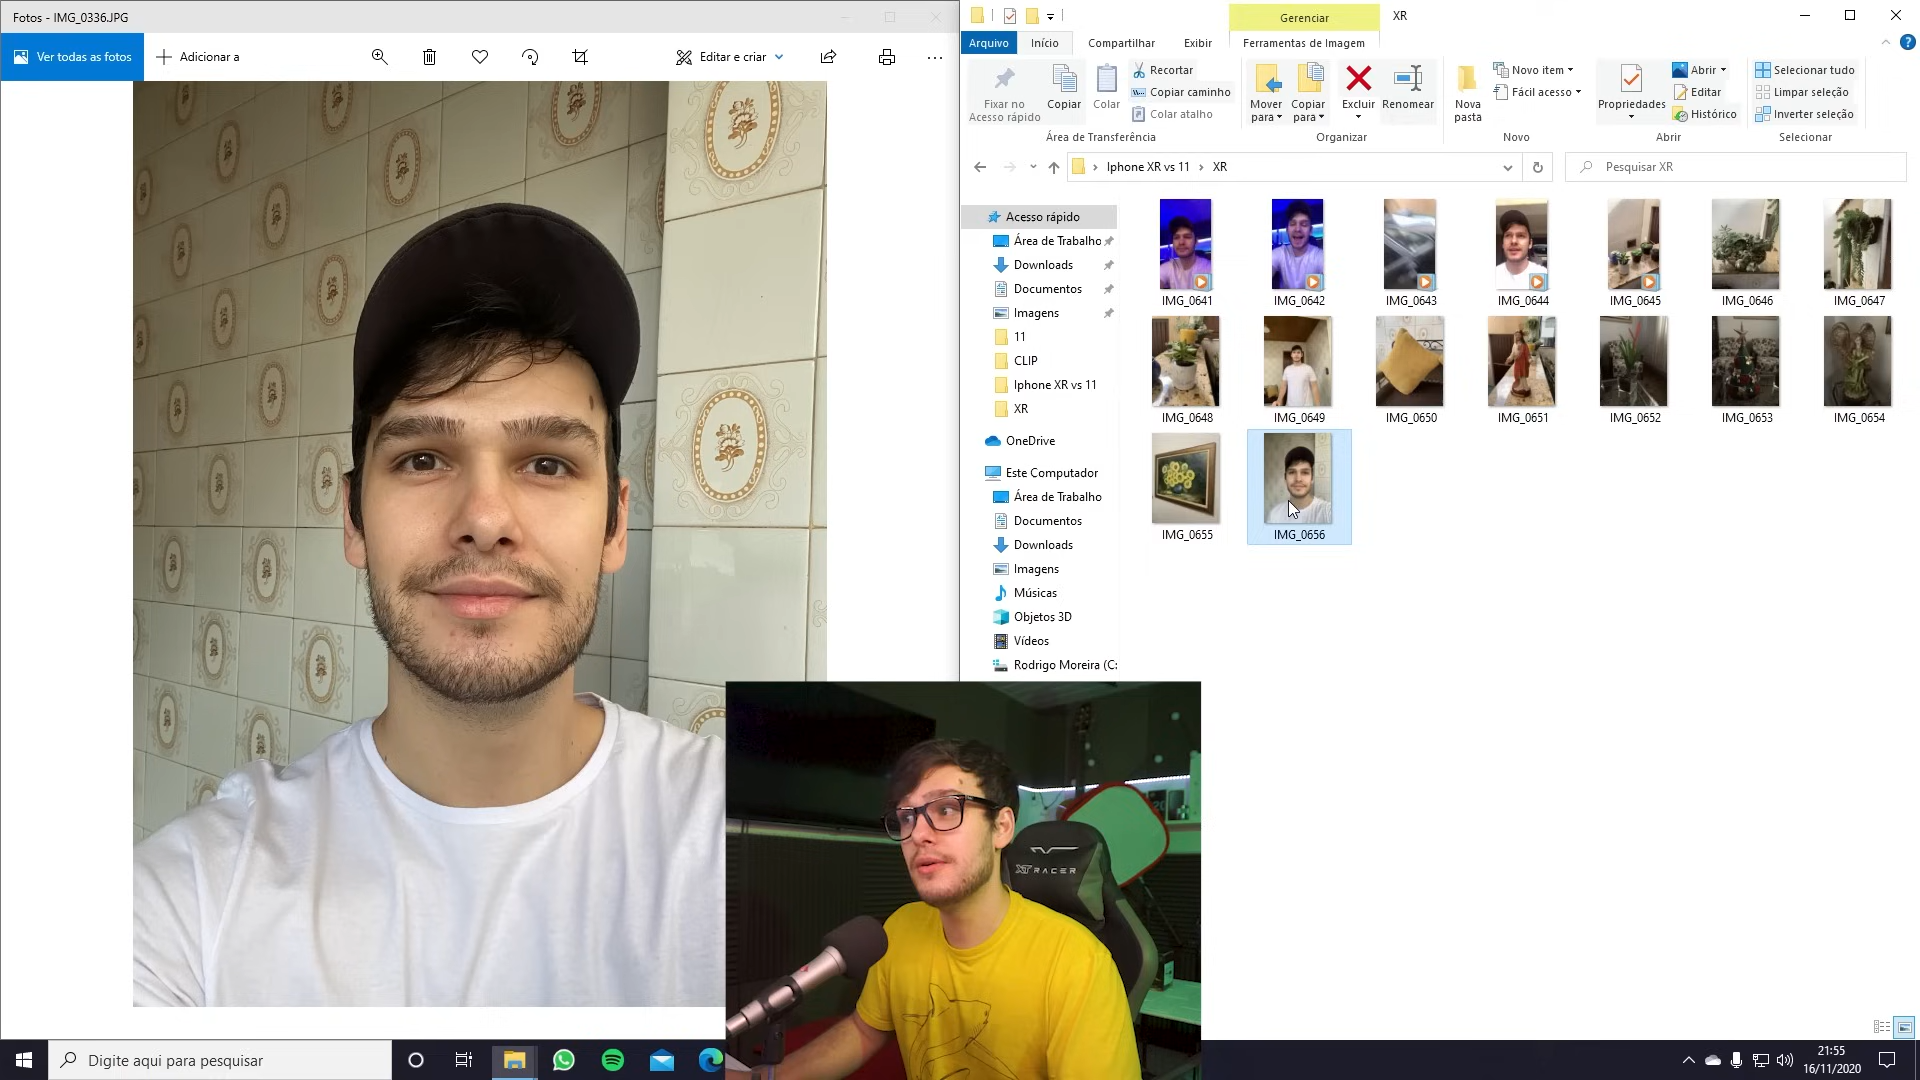 Fotos - IMG_0336.JPG
Ver todas as fotos
Adicionar a
Editar e criar
Gerenciar
XR
Arquivo
Início
Compartilhar
Exibir
Ferramentas de Imagem
Fixar no
Acesso rápido
Copiar
Colar
Recortar
Copiar caminho
Colar atalho
Área de Transferência
Mover
para
Copiar
para
Excluir
Renomear
Organizar
Nova
pasta
Novo item
Fácil acesso
Novo
Propriedades
Abrir
Editar
Histórico
Abrir
Selecionar tudo
Limpar seleção
Inverter seleção
Selecionar
Iphone XR vs 11 > XR
Pesquisar XR
Acesso rápido
Área de Trabalho
Downloads
Documentos
Imagens
11
CLIP
Iphone XR vs 11
XR
OneDrive
Este Computador
Área de Trabalho
Documentos
Downloads
Imagens
Músicas
Objetos 3D
Vídeos
Rodrigo Moreira (C:
IMG_0641
IMG_0642
IMG_0643
IMG_0644
IMG_0645
IMG_0646
IMG_0647
IMG_0648
IMG_0649
IMG_0650
IMG_0651
IMG_0652
IMG_0653
IMG_0654
IMG_0655
IMG_0656
XT RACER
Digite aqui para pesquisar
21:55
16/11/2020